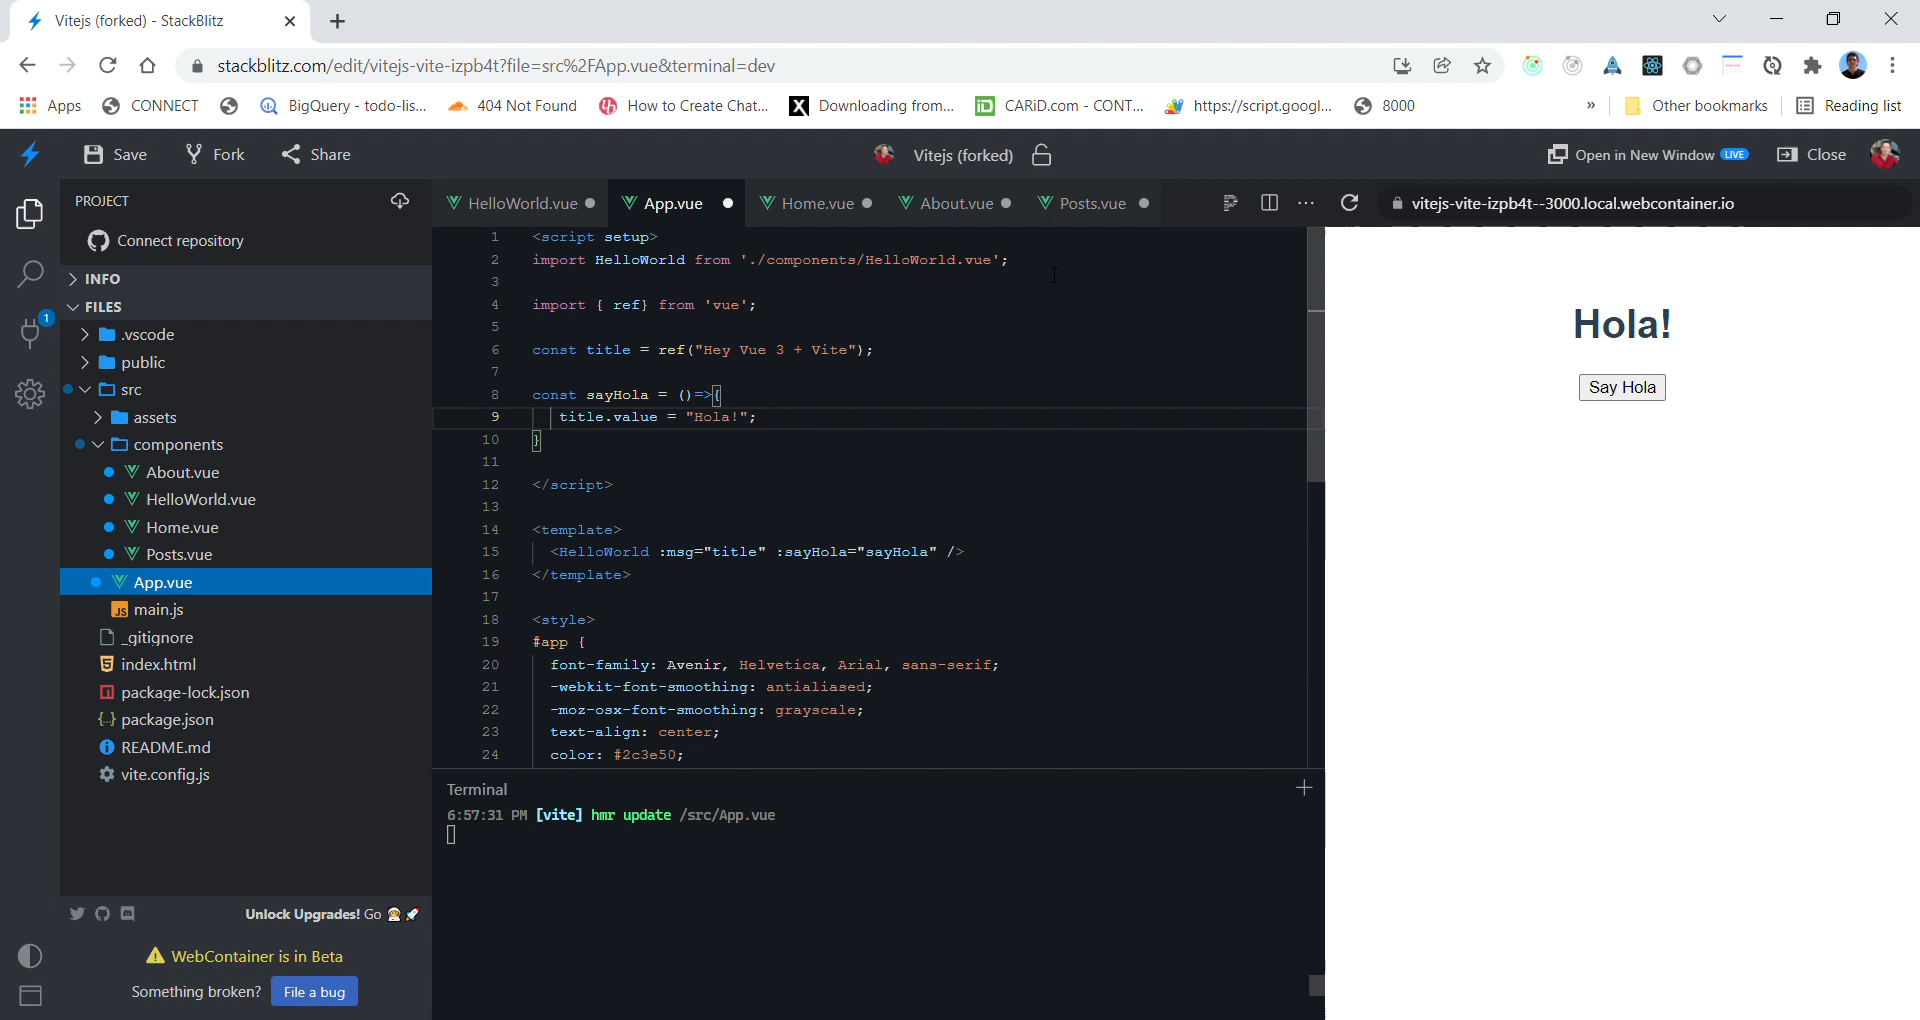 Vitejs (forked) - StackBlitz
stackblitz.com/edit/vitejs-vite-izpb4t?file=src%2FApp.vue&terminal=dev
Apps
CONNECT
BigQuery - todo-lis...
404 Not Found
How to Create Chat...
Downloading from...
CARiD.com - CONT...
https://script.googl...
8000
»
Other bookmarks
Reading list
Save
Fork
Share
Vitejs (forked)
Open in New Window LIVE
Close
PROJECT
Connect repository
INFO
FILES
.vscode
public
src
assets
components
About.vue
HelloWorld.vue
Home.vue
Posts.vue
App.vue
JS main.js
_gitignore
index.html
package-lock.json
{..} package.json
README.md
vite.config.js
1
Unlock Upgrades! Go
WebContainer is in Beta
Something broken? File a bug
HelloWorld.vue
App.vue
Home.vue
About.vue
Posts.vue
1 <script setup>
2 import HelloWorld from './components/HelloWorld.vue';
3
4 import { ref} from 'vue';
5
6 const title = ref("Hey Vue 3 + Vite");
7
8 const sayHola = ()=>{
9 title.value = "Hola!";
10 }
11
12 </script>
13
14 <template>
15 <HelloWorld :msg="title" :sayHola="sayHola" />
16 </template>
17
18 <style>
19 #app {
20 font-family: Avenir, Helvetica, Arial, sans-serif;
21 -webkit-font-smoothing: antialiased;
22 -moz-osx-font-smoothing: grayscale;
23 text-align: center;
24 color: #2c3e50;
Terminal
6:57:31 PM [vite] hmr update /src/App.vue
vitejs-vite-izpb4t--3000.local.webcontainer.io
Hola!
Say Hola